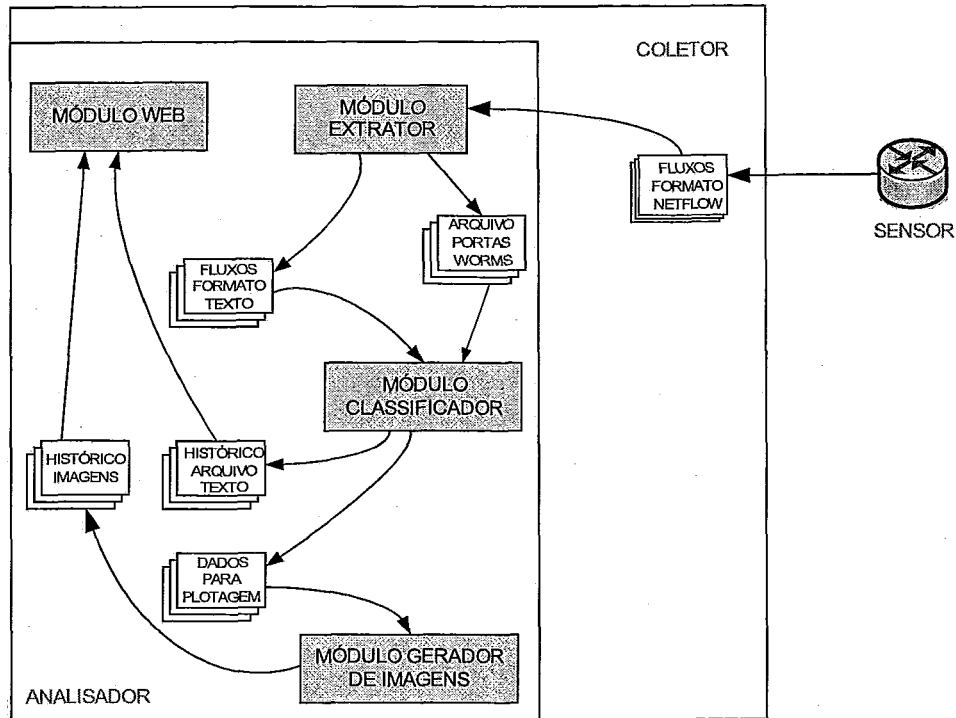 COLETOR
MÓDULO WEB
MÓDULO
EXTRATOR
FLUXOS
FORMATO
NETFLOW
SENSOR
ARQUIVO
PORTAS
WORMS
FLUXOS
FORMATO
TEXTO
MÓDULO
CLASSIFICADOR
HISTÓRICO
IMAGENS
HISTÓRICO
ARQUIVO
TEXTO
DADOS
PARA
PLOTAGEM
MÓDULO GERADOR
DE IMAGENS
ANALISADOR